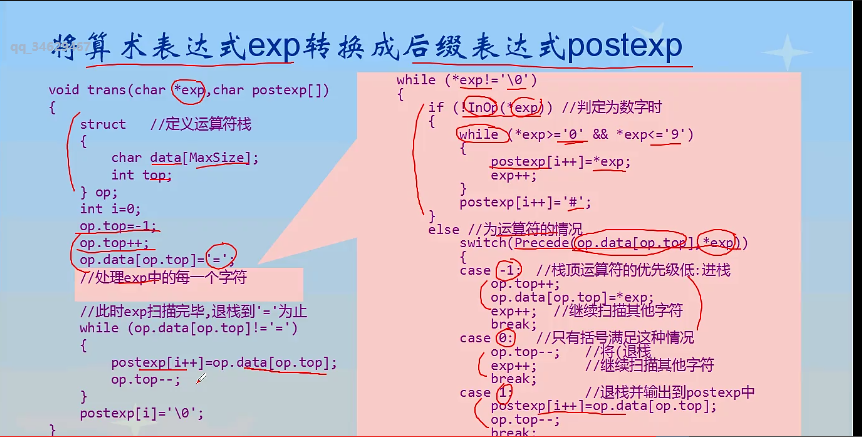 将算术表达式exp转换成后缀表达式postexp
void trans(char *exp,char postexp[])
{
struct //定义运算符栈
{
char data[MaxSize];
int top;
} op;
int i=0;
op.top=-1;
op.top++;
op.data[op.top]='=';
//处理exp中的每一个字符
//此时exp扫描完毕,退栈到'='为止
while (op.data[op.top]!='=')
{
postexp[i++]=op.data[op.top];
op.top--;
}
postexp[i]='\0';
}
while (*exp!='\0')
{
if (!InOp(*exp)) //判定为数字时
{
while (*exp>='0' && *exp<='9')
{
postexp[i++]=*exp;
exp++;
}
postexp[i++]='#';
}
else //为运算符的情况
switch(Precede(op.data[op.top],*exp))
{
case -1: //栈顶运算符的优先级低:进栈
op.top++;
op.data[op.top]=*exp;
exp++; //继续扫描其他字符
break;
case 0: //只有括号满足这种情况
op.top--; //将(退栈
exp++; //继续扫描其他字符
break;
case 1: //退栈并输出到postexp中
postexp[i++]=op.data[op.top];
op.top--;
break;